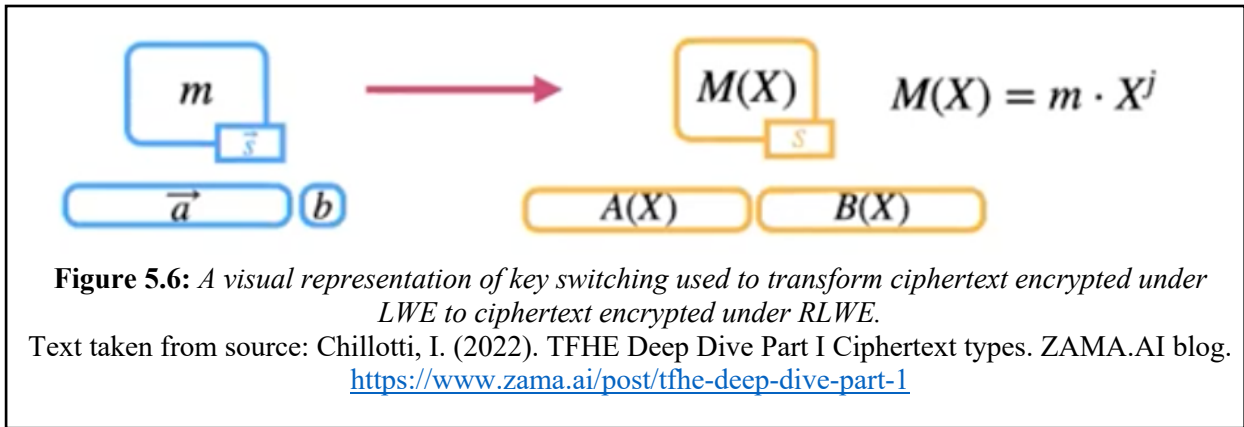 m
M(X)
M(X) = m · X^j
s⃗
s
a⃗
b
A(X)
B(X)
Figure 5.6: A visual representation of key switching used to transform ciphertext encrypted under
LWE to ciphertext encrypted under RLWE.
Text taken from source: Chillotti, I. (2022). TFHE Deep Dive Part I Ciphertext types. ZAMA.AI blog.
https://www.zama.ai/post/tfhe-deep-dive-part-1